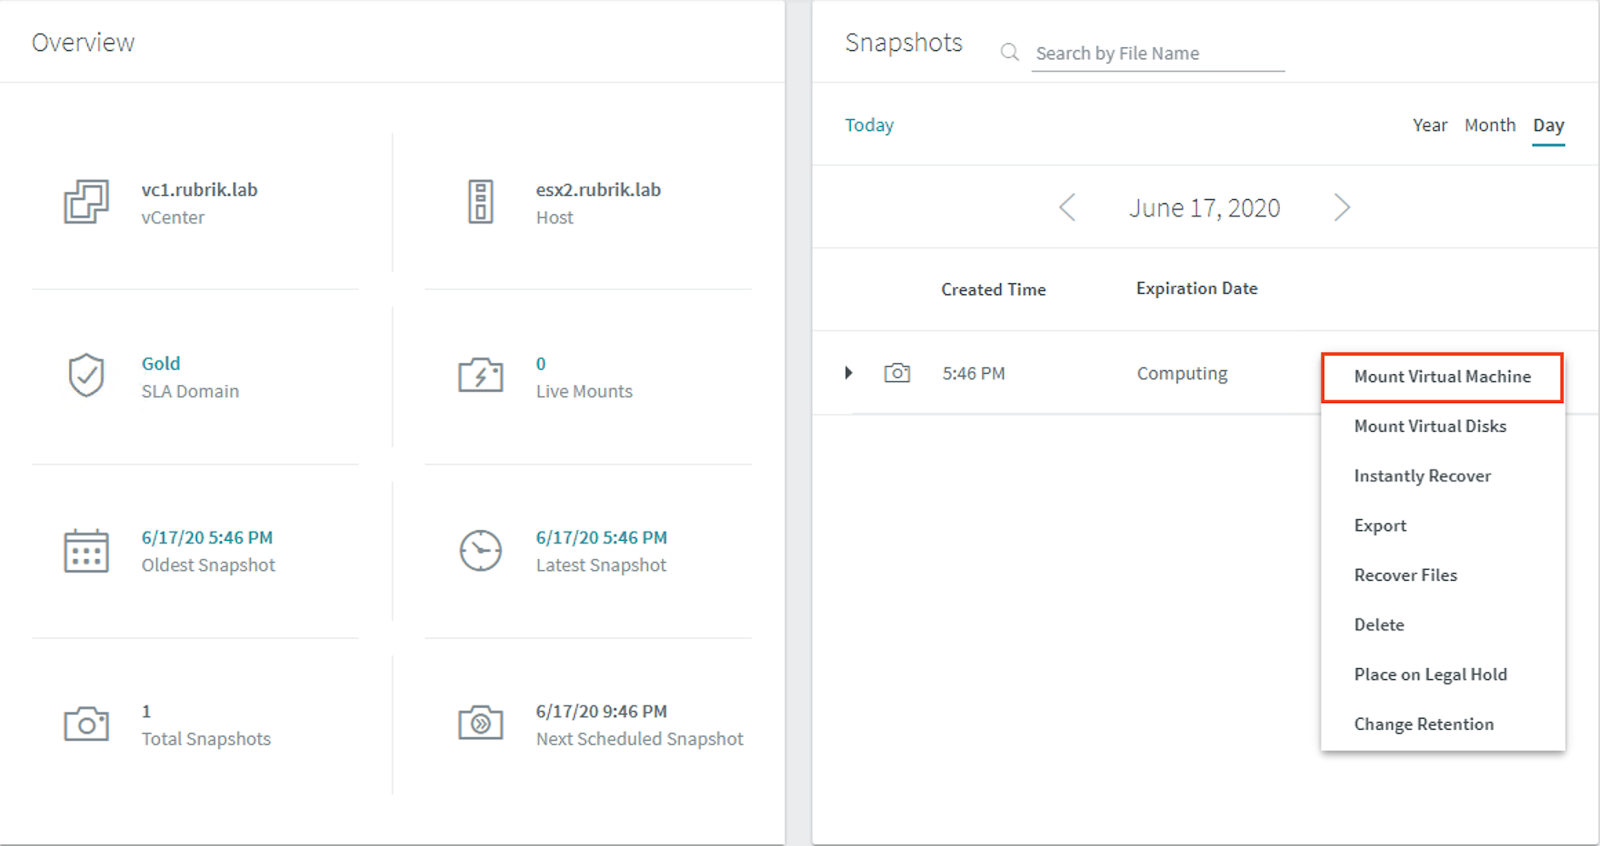 Overview
vc1.rubrik.lab
vCenter
esx2.rubrik.lab
Host
Gold
SLA Domain
0
Live Mounts
6/17/20 5:46 PM
Oldest Snapshot
6/17/20 5:46 PM
Latest Snapshot
1
Total Snapshots
6/17/20 9:46 PM
Next Scheduled Snapshot
Snapshots
Search by File Name
Today
Year Month Day
June 17, 2020
Created Time Expiration Date
5:46 PM Computing
Mount Virtual Machine
Mount Virtual Disks
Instantly Recover
Export
Recover Files
Delete
Place on Legal Hold
Change Retention